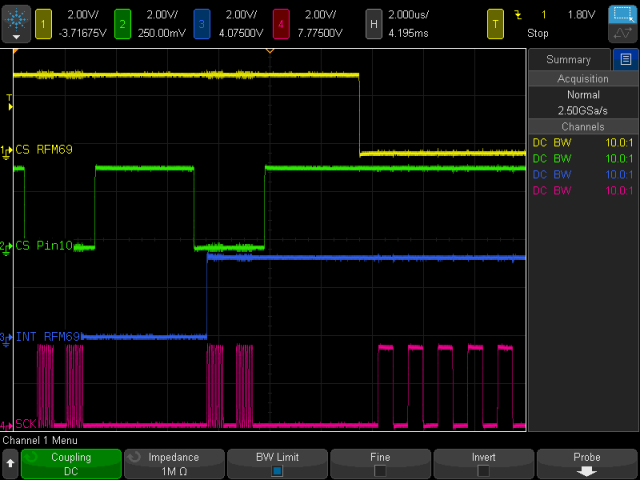 1 2.00V/ -3.71675V 2 2.00V/ 250.00mV 3 2.00V/ 4.07500V 4 2.00V/ 7.77500V H 2.000us/ 4.195ms T 1 1.80V Stop
Summary
Acquisition
Normal
2.50GSa/s
Channels
DC BW 10.0:1
DC BW 10.0:1
DC BW 10.0:1
DC BW 10.0:1
T
1 CS RFM69
2 CS Pin10
3 INT RFM69
4 SCK
Channel 1 Menu
Coupling DC
Impedance 1M Ω
BW Limit
Fine
Invert
Probe